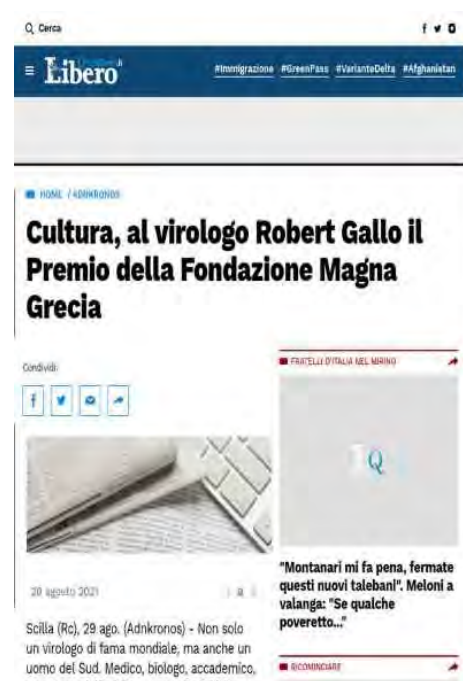 Cerca
Libero
#Immigrazione #GreenPass #VarianteDelta #Afghanistan
HOME / ADNKRONOS
Cultura, al virologo Robert Gallo il
Premio della Fondazione Magna
Grecia
Condividi:
FRATELLI D'ITALIA NEL MIRINO
Q
"Montanari mi fa pena, fermate
questi nuovi talebani". Meloni a
valanga: "Se qualche
poveretto..."
agosto 2021
a
Scilla (Rc), 29 ago. (Adnkronos) - Non solo
un virologo di fama mondiale, ma anche un
uomo del Sud. Medico, biologo, accademico,
RICOMINCIARE